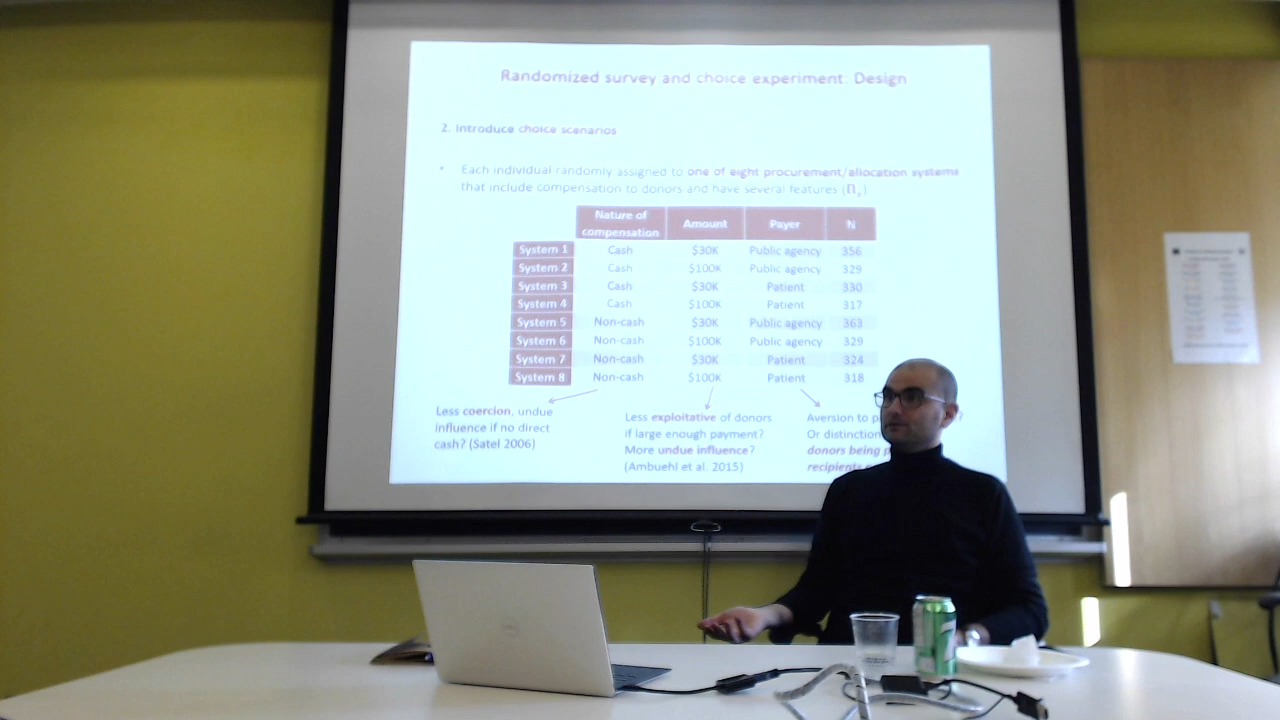 Randomized survey and choice experiment: Design
2. Introduce choice scenarios
• Each individual randomly assigned to one of eight procurement/allocation systems
that include compensation to donors and have several features (Πs)
Nature of compensation Amount Payer N
System 1 Cash $30K Public agency 356
System 2 Cash $100K Public agency 329
System 3 Cash $30K Patient 330
System 4 Cash $100K Patient 317
System 5 Non-cash $30K Public agency 363
System 6 Non-cash $100K Public agency 329
System 7 Non-cash $30K Patient 324
System 8 Non-cash $100K Patient 318
Less coercion, undue
influence if no direct
cash? (Satel 2006)
Less exploitative of donors
if large enough payment?
More undue influence?
(Ambuehl et al. 2015)
Aversion to
Or distinction
donors being
recipients